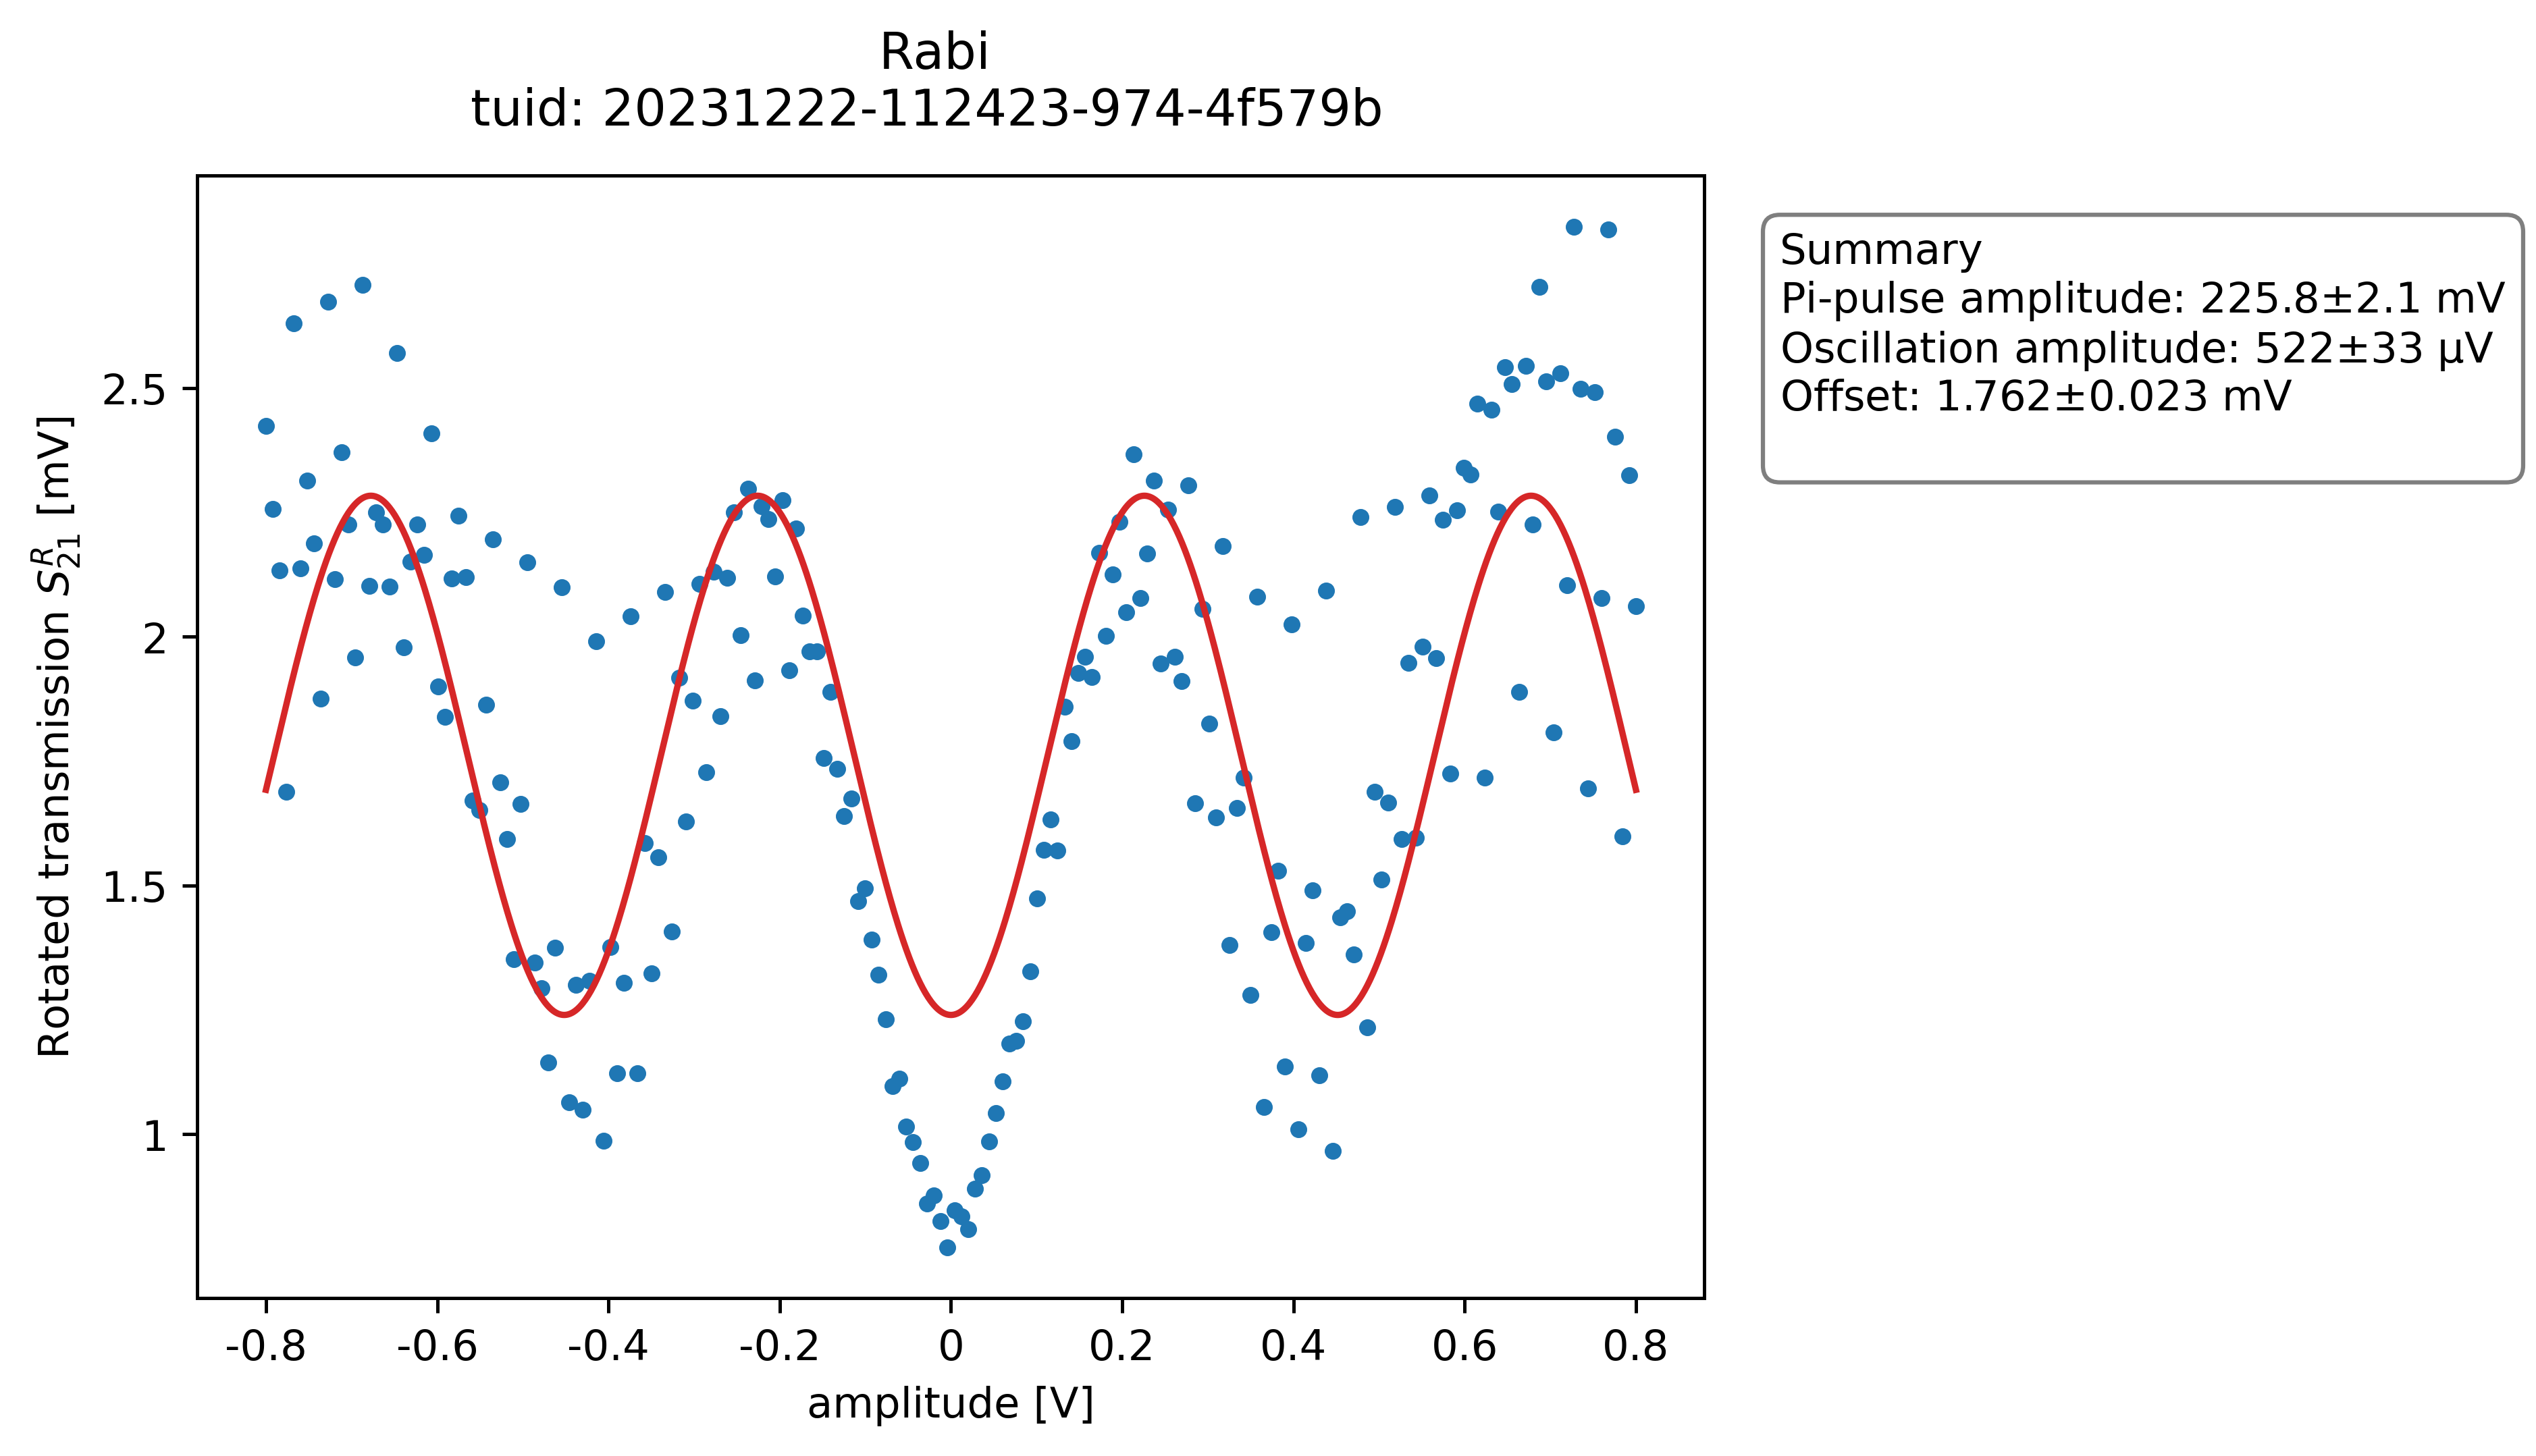 Rabi
tuid: 20231222-112423-974-4f579b
Summary
Pi-pulse amplitude: 225.8±2.1 mV
Oscillation amplitude: 522±33 µV
Offset: 1.762±0.023 mV
Rotated transmission $S_{21}^{R}$ [mV]
2.5
2
1.5
1
-0.8 -0.6 -0.4 -0.2 0 0.2 0.4 0.6 0.8
amplitude [V]